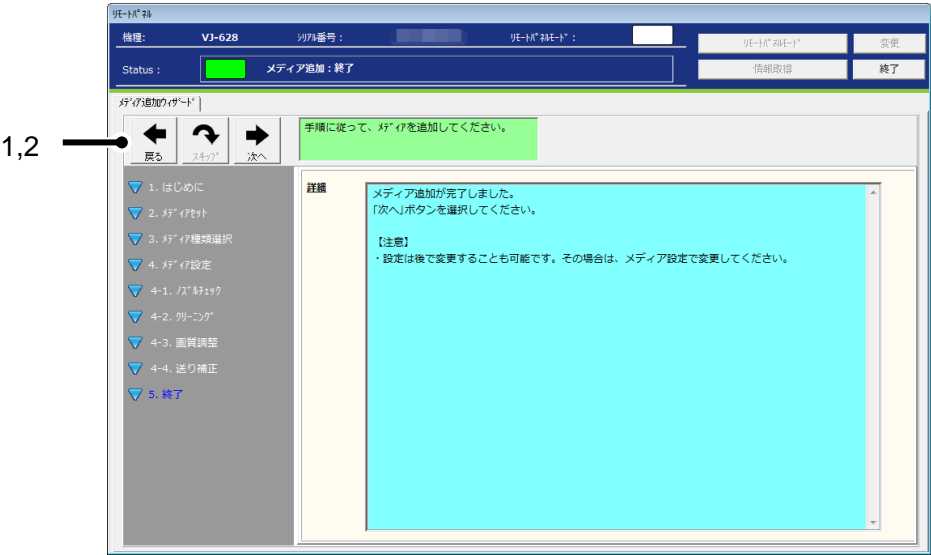 ﾘﾓｰﾄﾊﾟﾈﾙ
機種: VJ-628 ｼﾘｱﾙ番号： ﾘﾓｰﾄﾊﾟﾈﾙﾓｰﾄﾞ： ﾘﾓｰﾄﾊﾟﾈﾙﾓｰﾄﾞ 変更
Status： メディア追加：終了 情報取得 終了
ﾒﾃﾞｨｱ追加ｳｨｻﾞｰﾄﾞ
1,2
戻る ｽｷｯﾌﾟ 次へ
手順に従って、ﾒﾃﾞｨｱを追加してください。
1. はじめに
2. ﾒﾃﾞｨｱｾｯﾄ
3. ﾒﾃﾞｨｱ種類選択
4. ﾒﾃﾞｨｱ設定
4-1. ﾉｽﾞﾙﾁｪｯｸ
4-2. ｸﾘｰﾆﾝｸﾞ
4-3. 画質調整
4-4. 送り補正
5. 終了
詳細
メディア追加が完了しました。
「次へ」ボタンを選択してください。
【注意】
・設定は後で変更することも可能です。その場合は、メディア設定で変更してください。